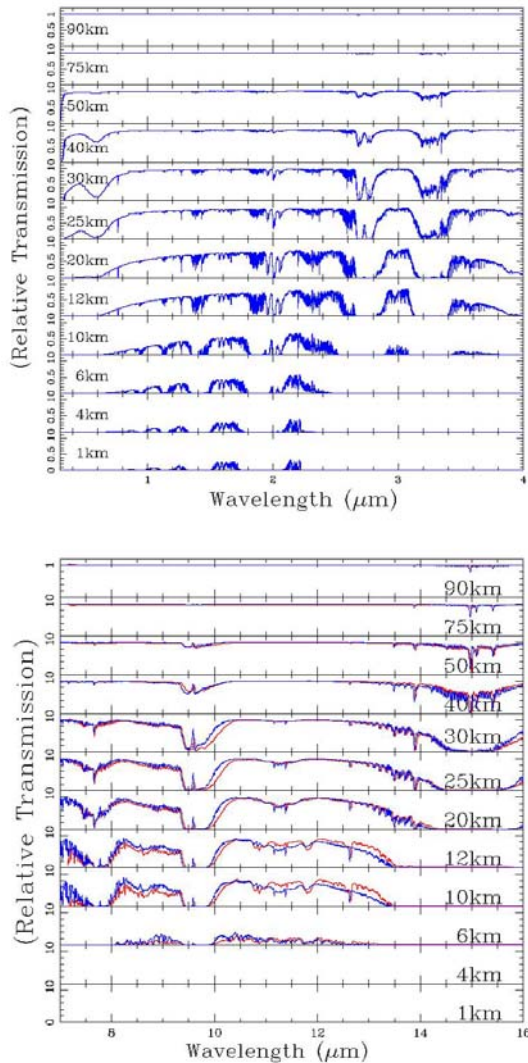 (Relative Transmission)
90km
75km
50km
40km
30km
25km
20km
12km
10km
6km
4km
1km
1 2 3 4
Wavelength (μm)
(Relative Transmission)
90km
75km
50km
40km
30km
25km
20km
12km
10km
6km
4km
1km
8 10 12 14 16
Wavelength (μm)